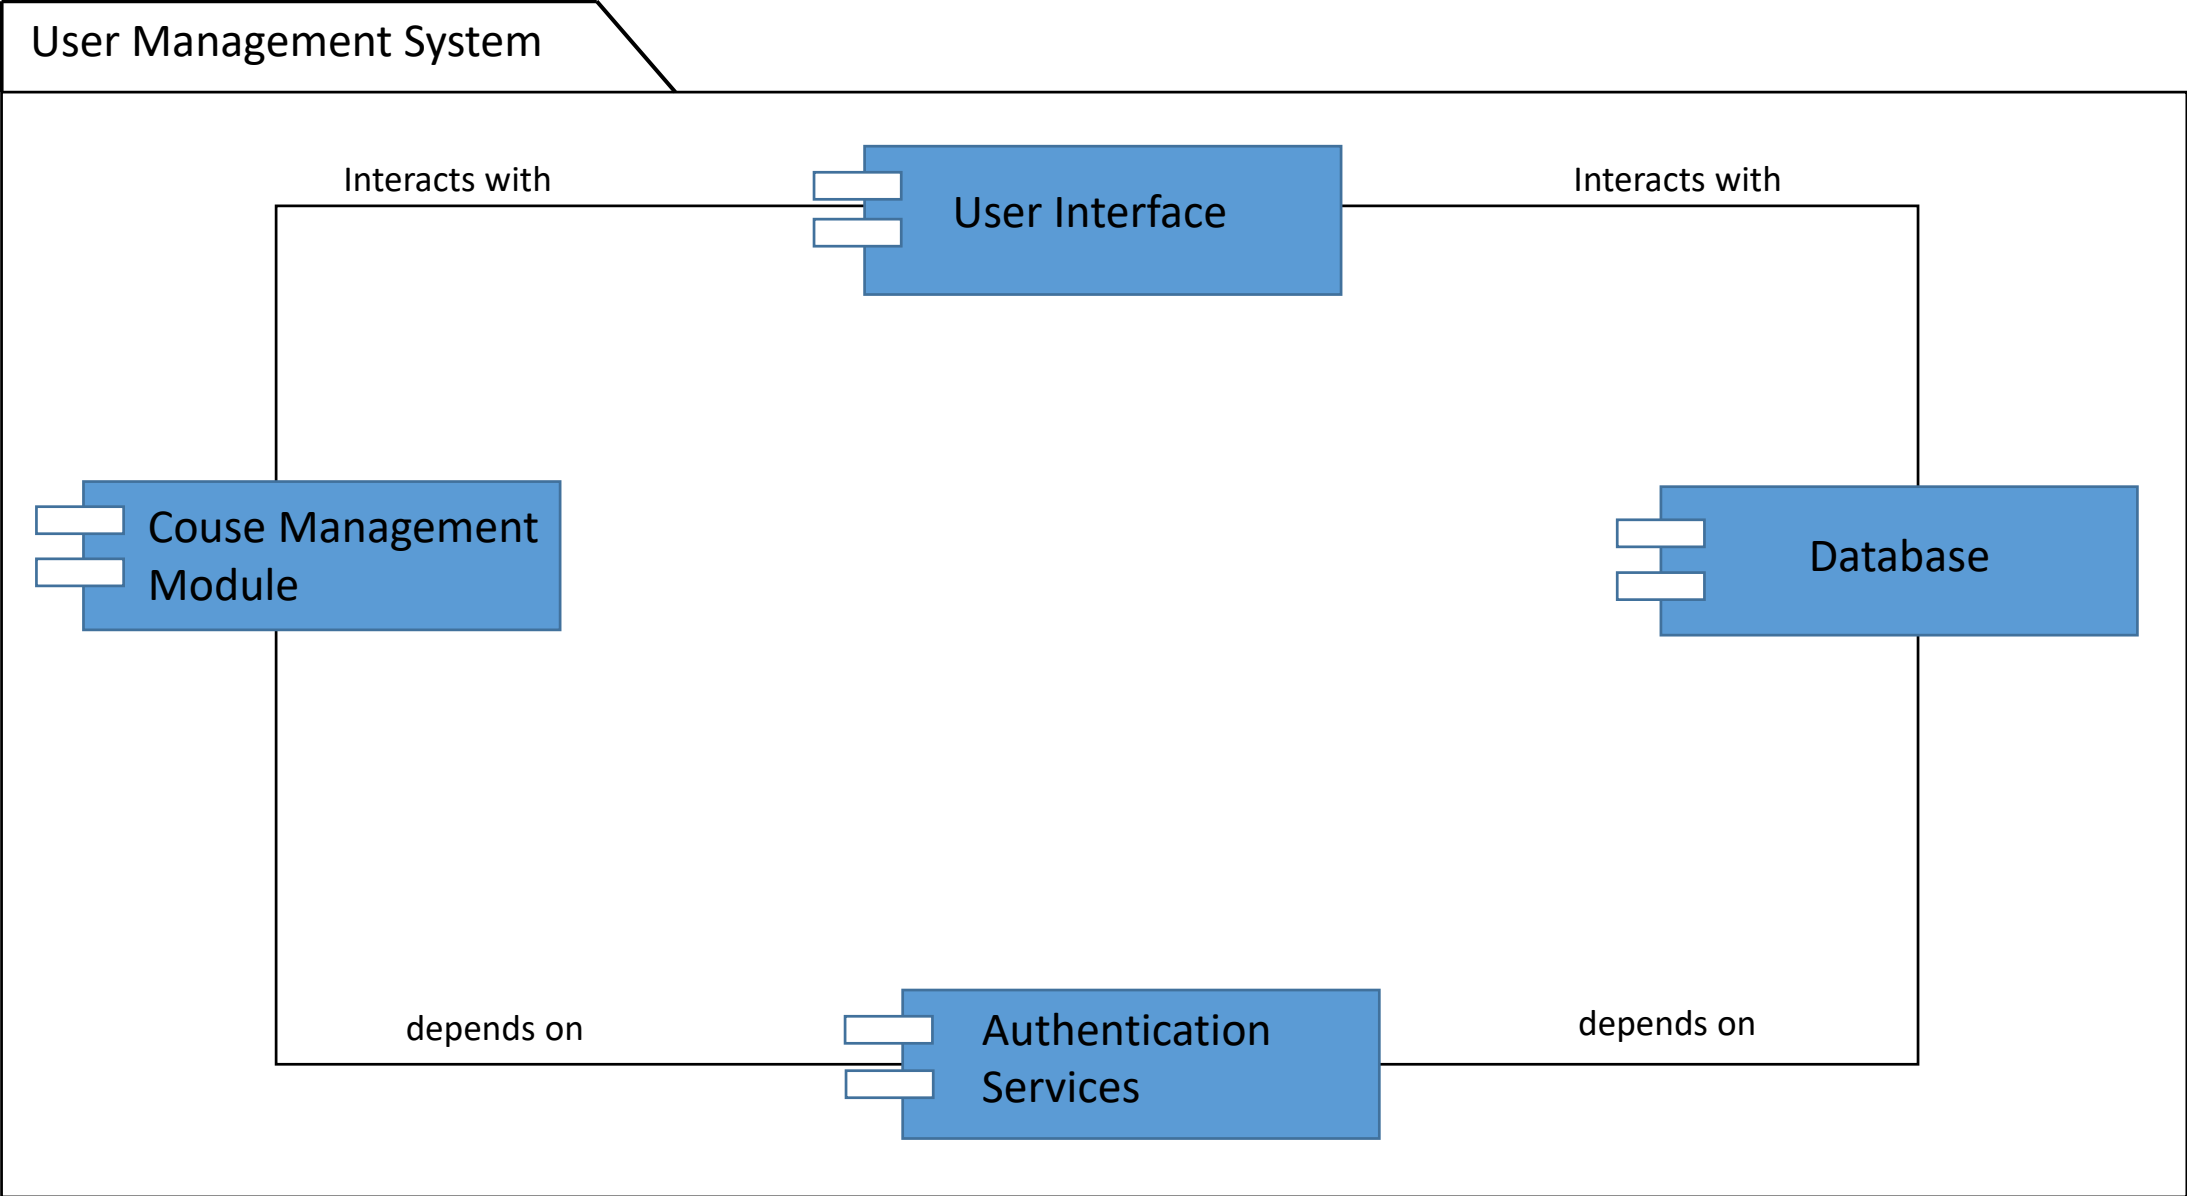 User Management System
Interacts with
Interacts with
User Interface
Couse Management
Module
Database
depends on
Authentication
Services
depends on